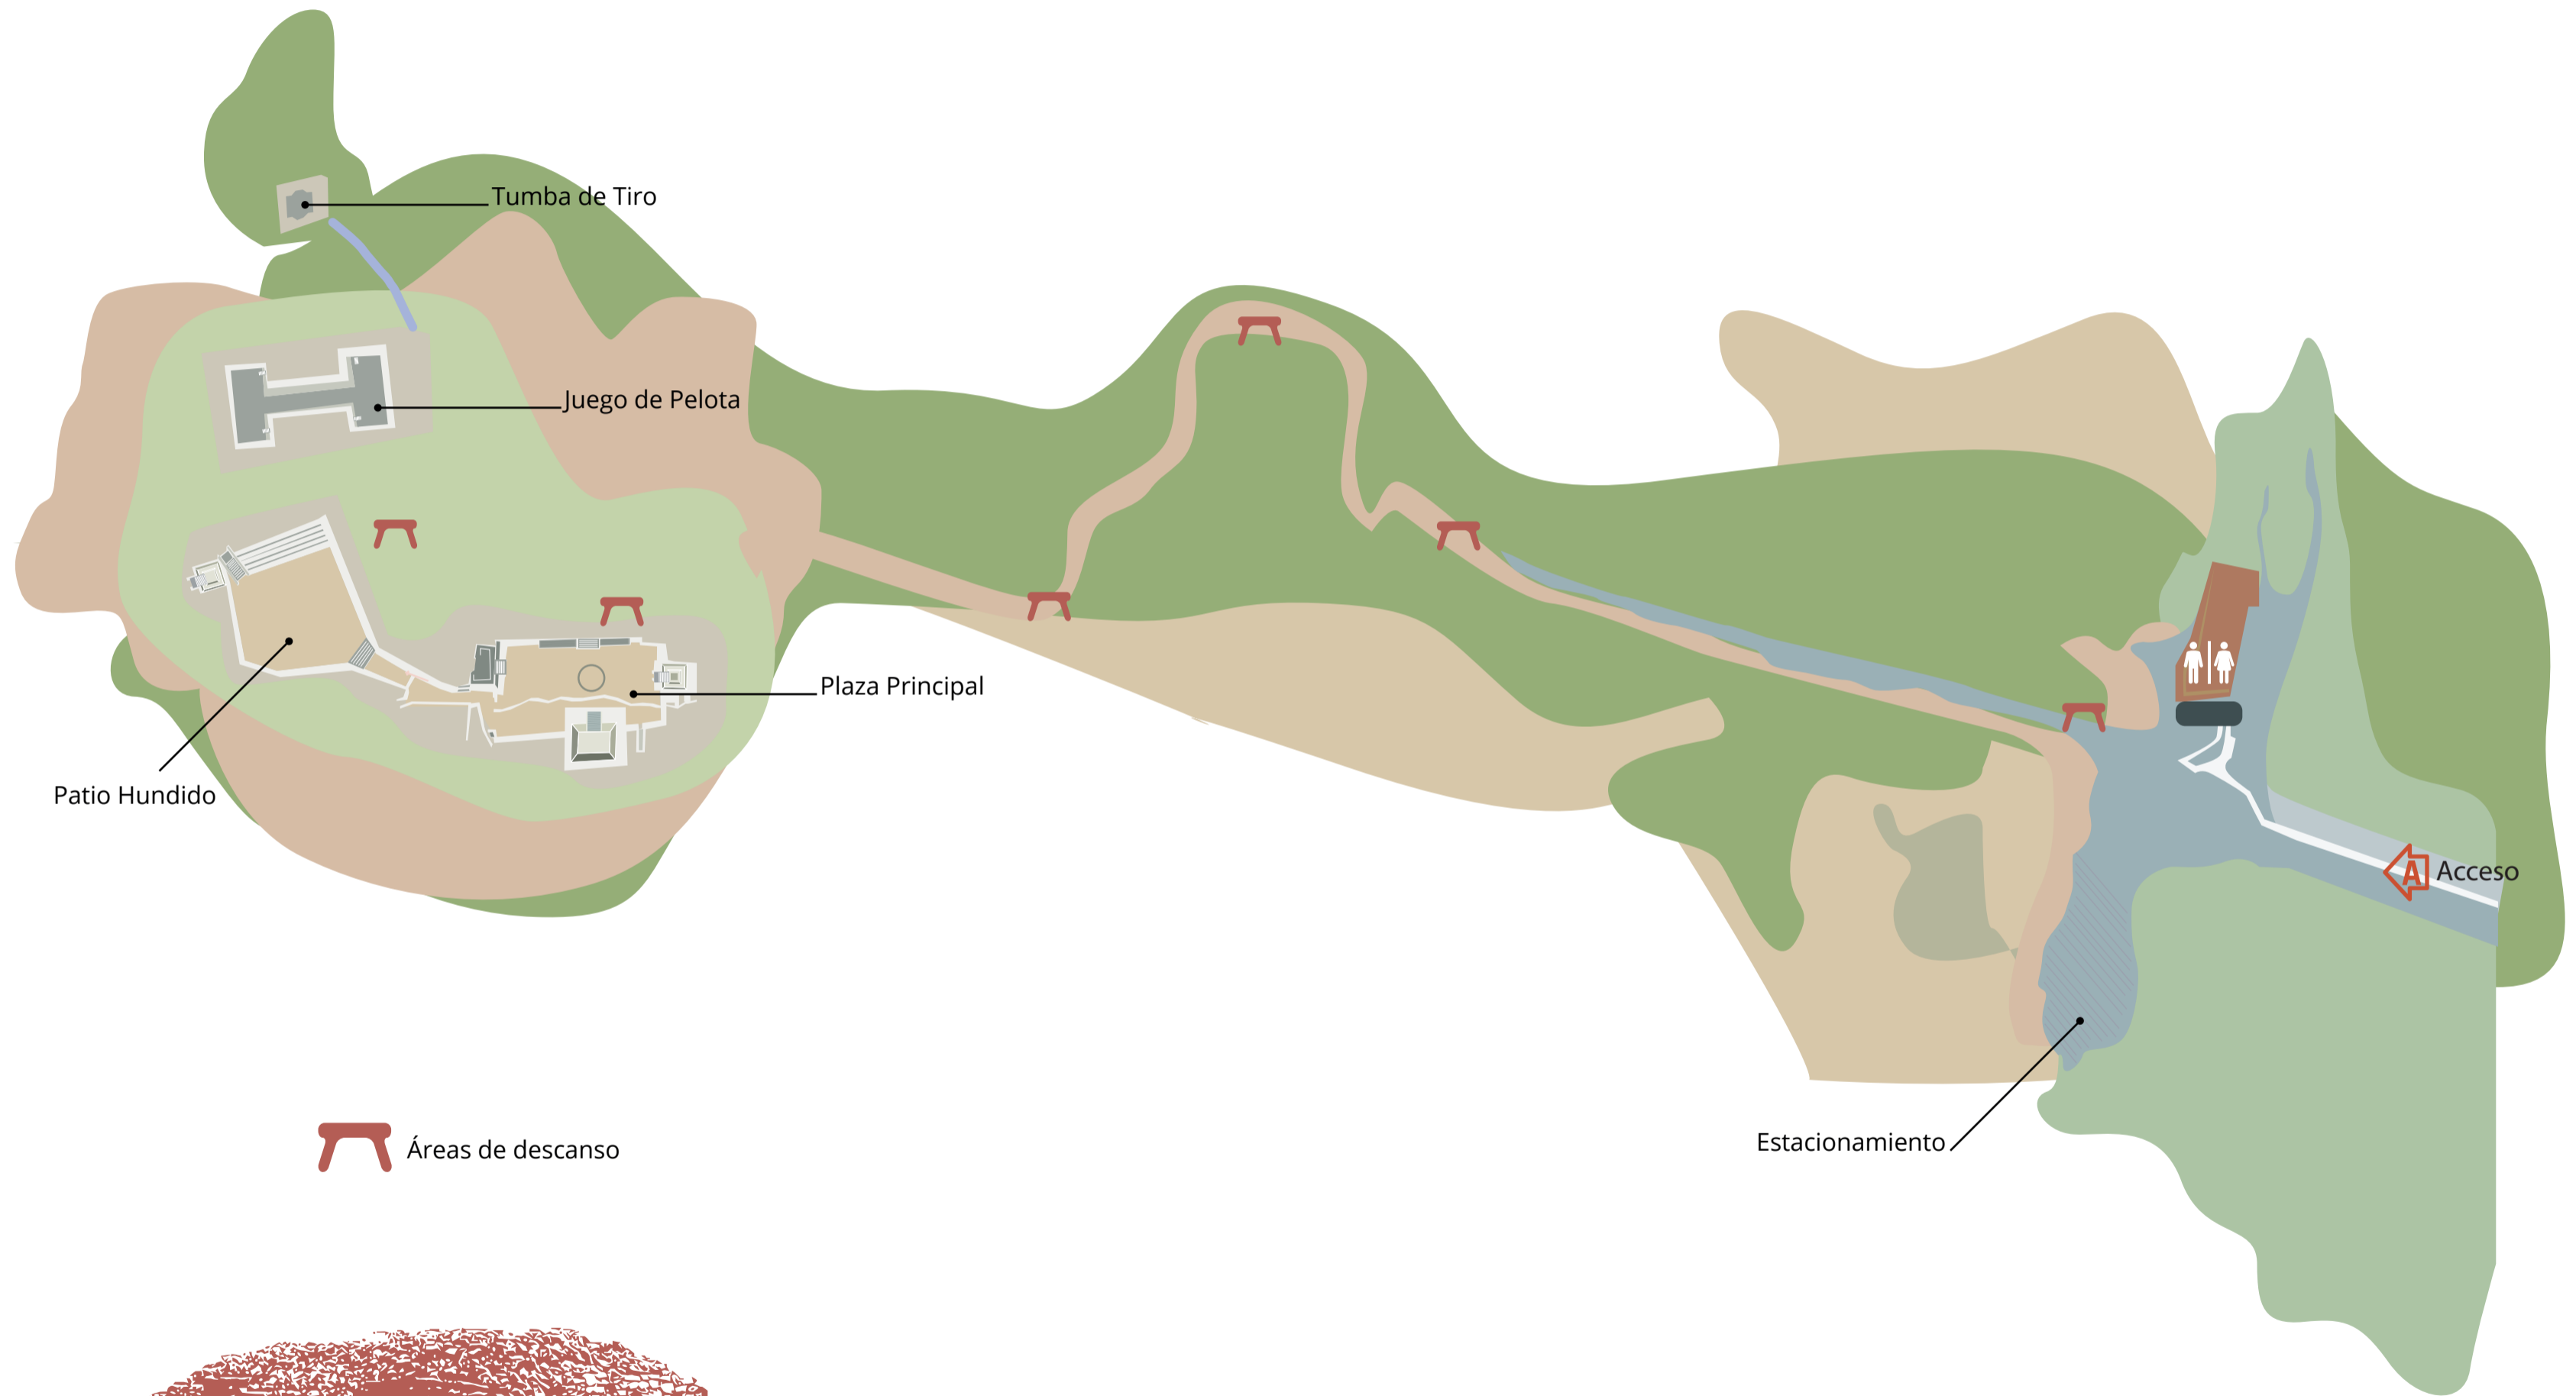 Tumba de Tiro
Juego de Pelota
Plaza Principal
Patio Hundido
A Acceso
Estacionamiento
Áreas de descanso